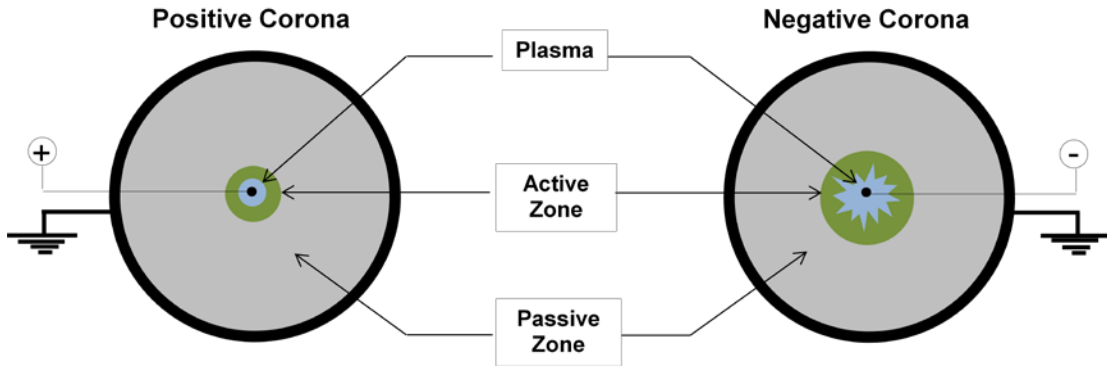 Positive Corona
Negative Corona
Plasma
+
-
Active
Zone
Passive
Zone